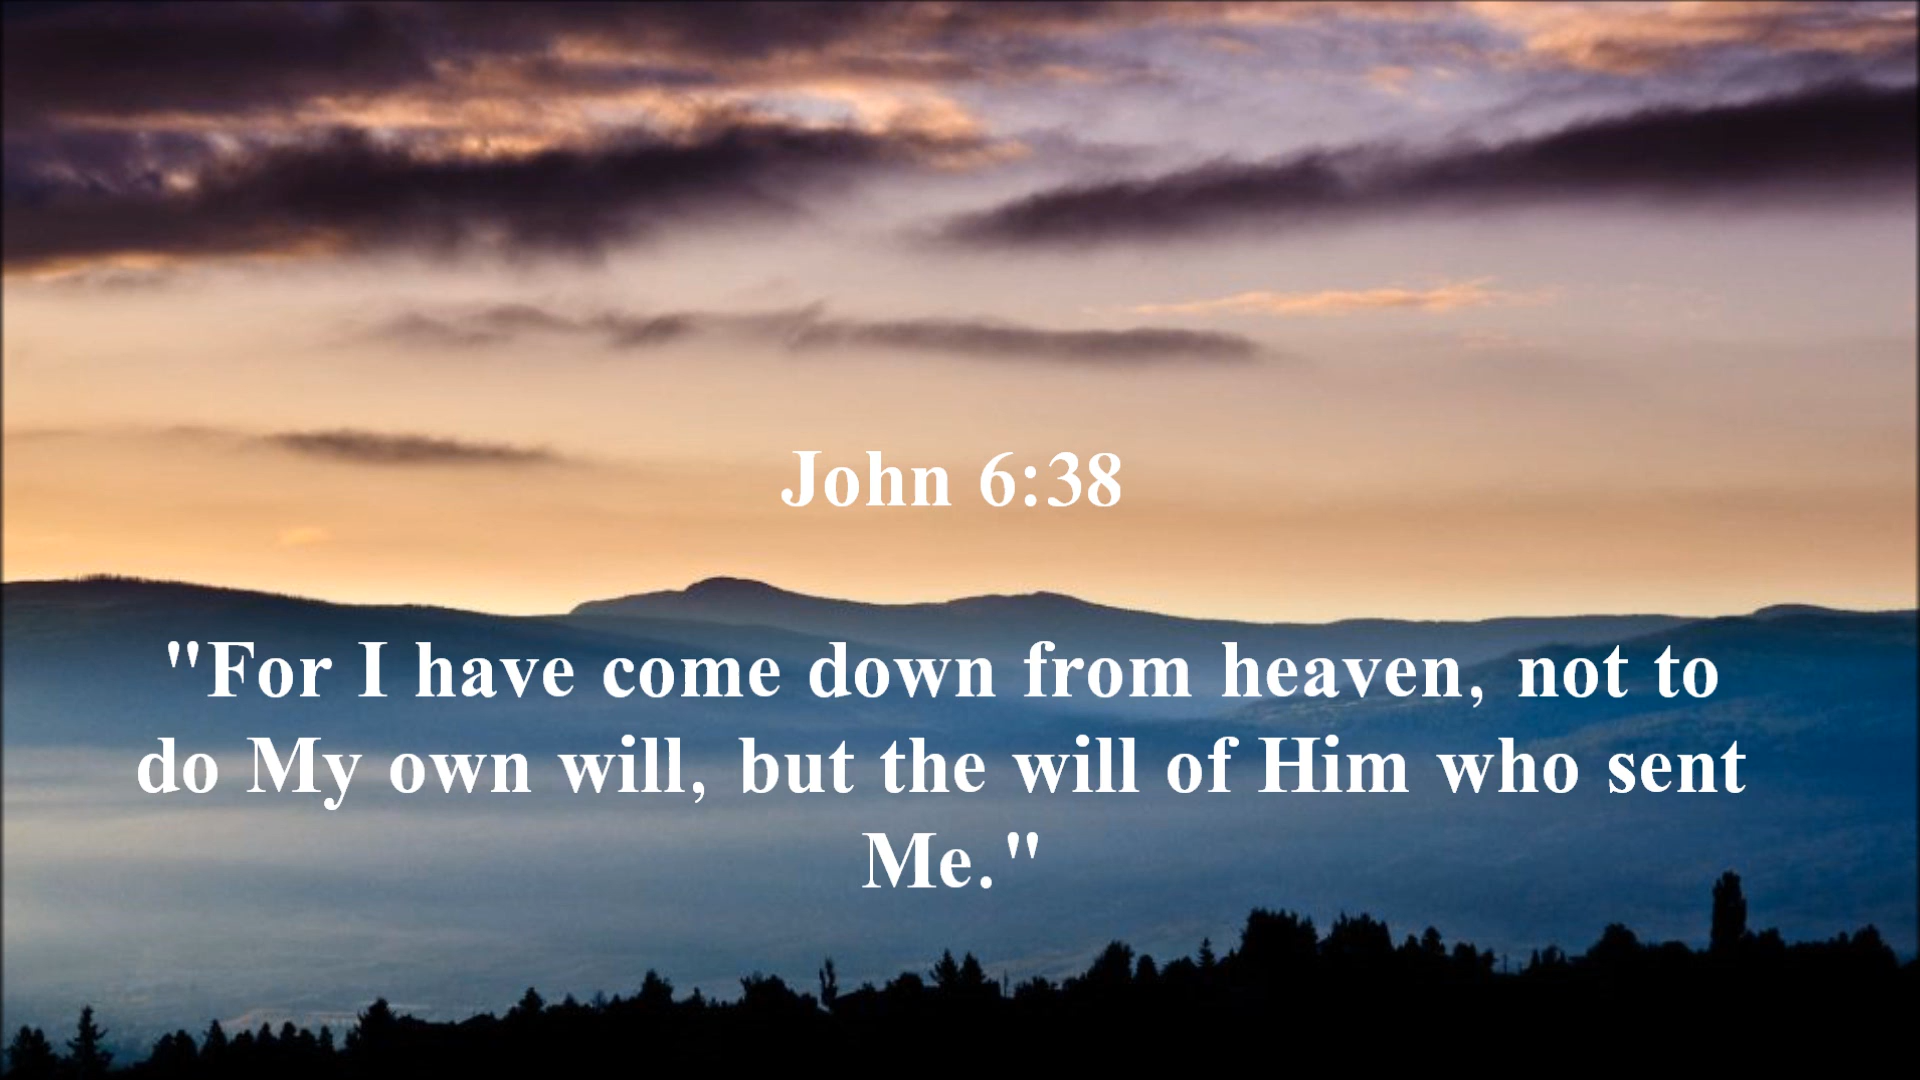 John 6:38
"For I have come down from heaven, not to
do My own will, but the will of Him who sent
Me."